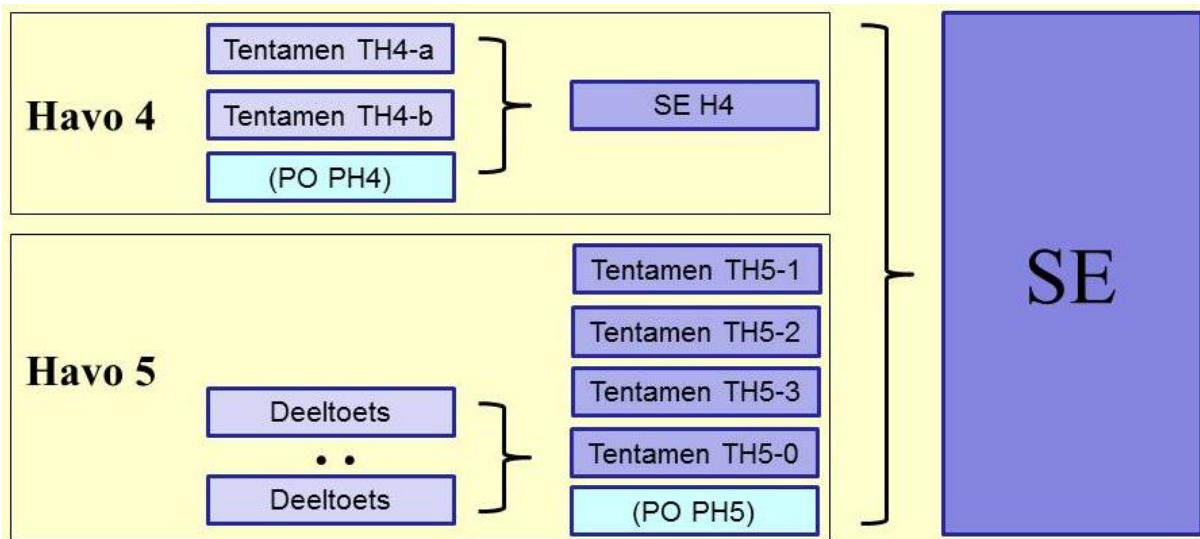 Havo 4
Tentamen TH4-a
Tentamen TH4-b
(PO PH4)
SE H4
Havo 5
Deeltoets
. .
Deeltoets
Tentamen TH5-1
Tentamen TH5-2
Tentamen TH5-3
Tentamen TH5-0
(PO PH5)
SE